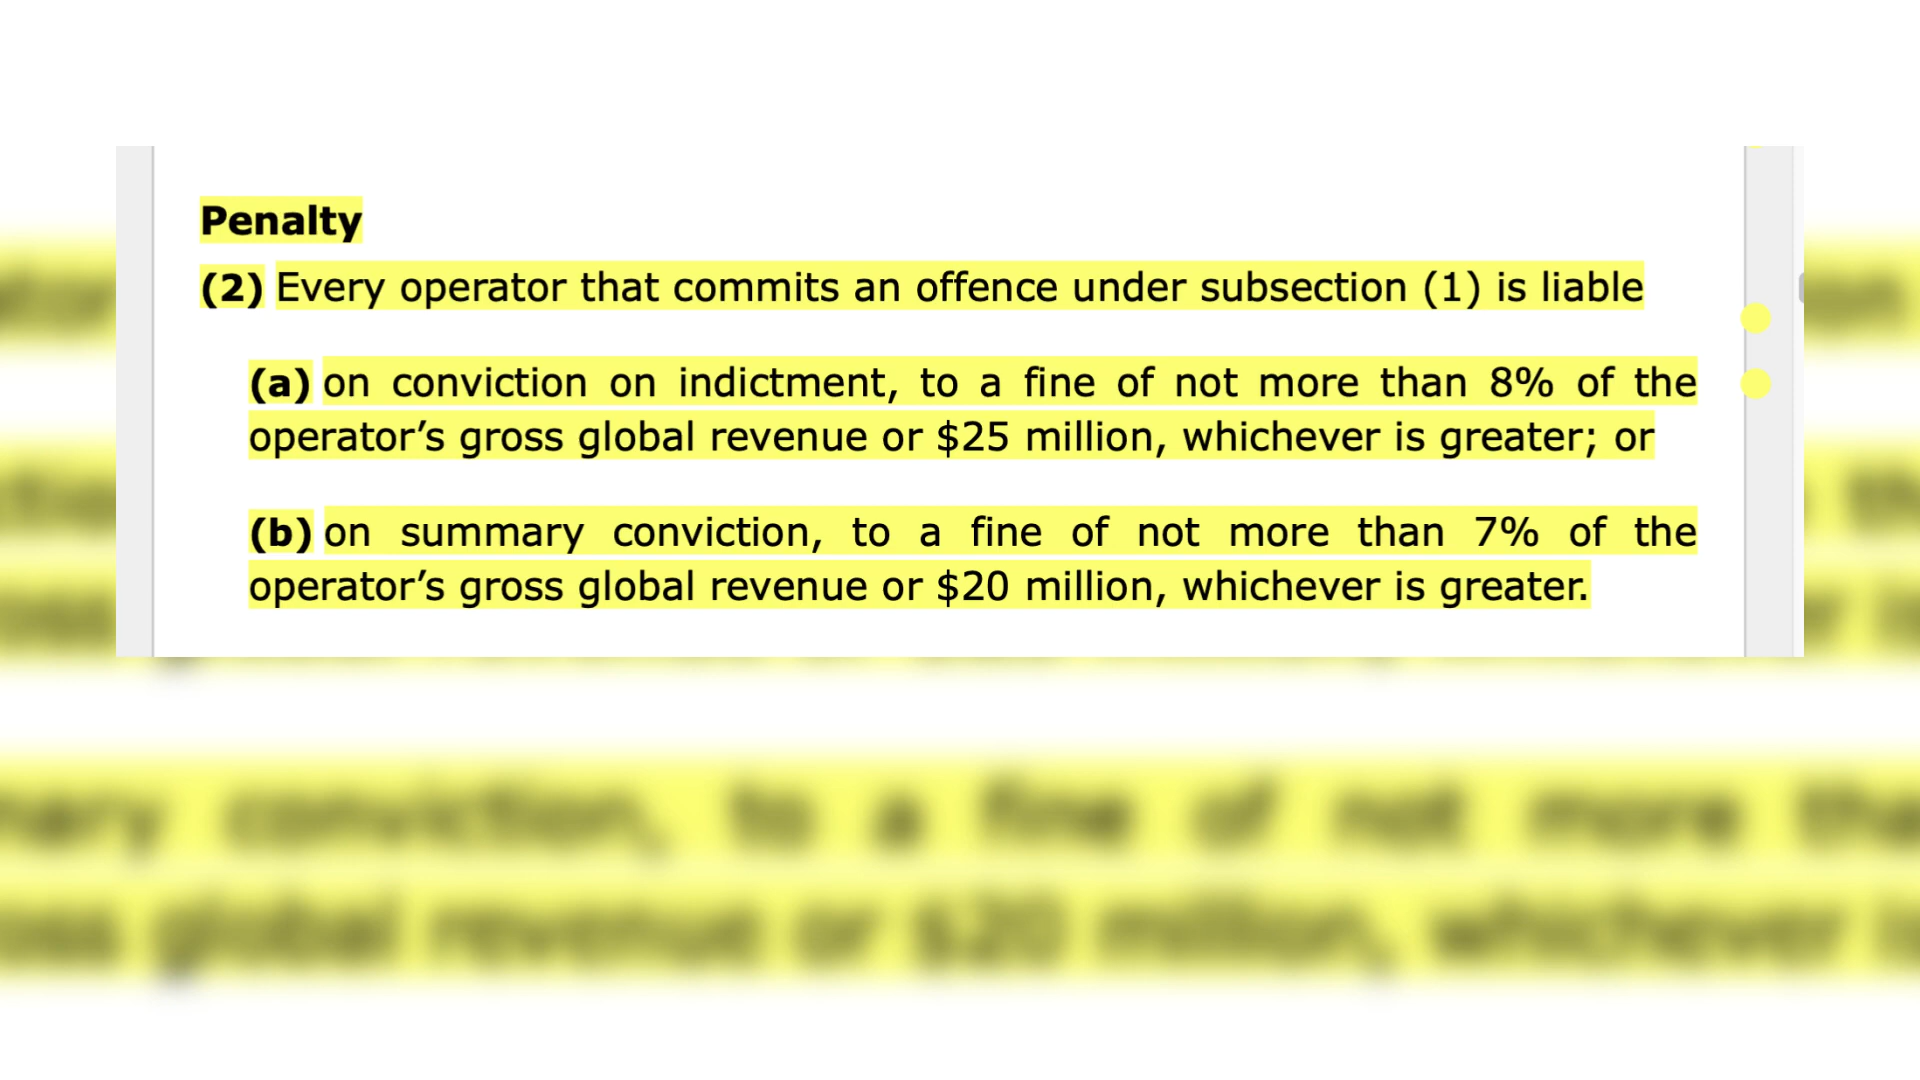 Penalty
(2) Every operator that commits an offence under subsection (1) is liable
(a) on conviction on indictment, to a fine of not more than 8% of the
operator’s gross global revenue or $25 million, whichever is greater; or
(b) on summary conviction, to a fine of not more than 7% of the
operator’s gross global revenue or $20 million, whichever is greater.